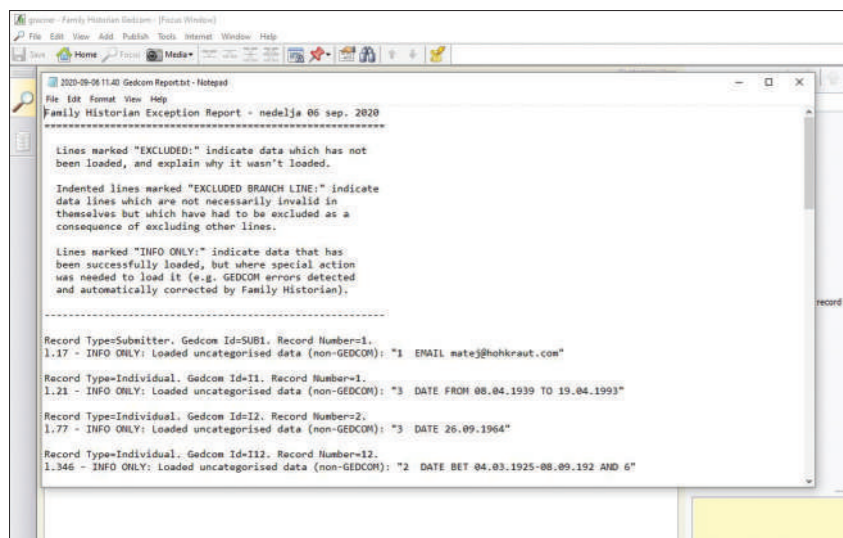 - Family Historian Gedcom - [Focus Window]
File Edit View Add Publish Tools Internet Window Help
Save Home Focus Media
2020-09-06 11.40 Gedcom Report.txt - Notepad
File Edit Format View Help
Family Historian Exception Report - nedelja 06 sep. 2020
========================================================
Lines marked "EXCLUDED:" indicate data which has not
been loaded, and explain why it wasn't loaded.
Indented lines marked "EXCLUDED BRANCH LINE:" indicate
data lines which are not necessarily invalid in
themselves but which have had to be excluded as a
consequence of excluding other lines.
Lines marked "INFO ONLY:" indicate data that has
been successfully loaded, but where special action
was needed to load it (e.g. GEDCOM errors detected
and automatically corrected by Family Historian).
--------------------------------------------------------
Record Type=Submitter. Gedcom Id=SUB1. Record Number=1.
l.17 - INFO ONLY: Loaded uncategorised data (non-GEDCOM): "1 EMAIL matej@hohkraut.com"
Record Type=Individual. Gedcom Id=I1. Record Number=1.
l.21 - INFO ONLY: Loaded uncategorised data (non-GEDCOM): "3 DATE FROM 08.04.1939 TO 19.04.1993"
Record Type=Individual. Gedcom Id=I2. Record Number=2.
l.77 - INFO ONLY: Loaded uncategorised data (non-GEDCOM): "3 DATE 26.09.1964"
Record Type=Individual. Gedcom Id=I12. Record Number=12.
l.346 - INFO ONLY: Loaded uncategorised data (non-GEDCOM): "2 DATE BET 04.03.1925-08.09.192 AND 6"
record